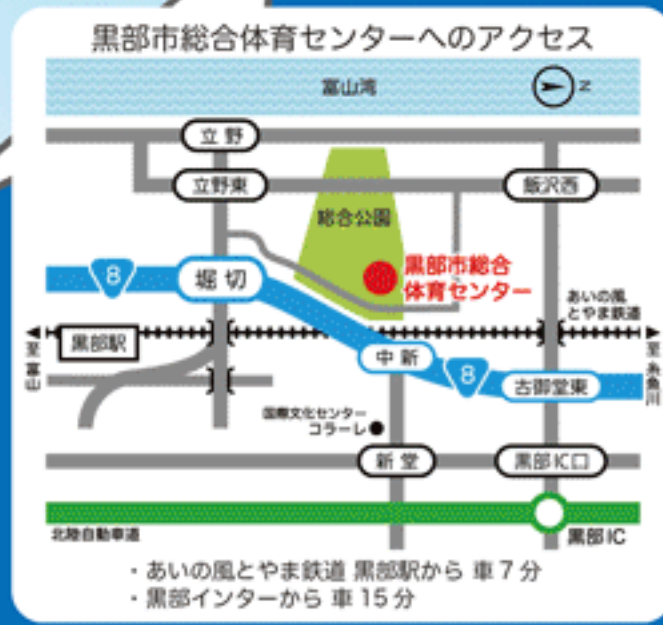 黒部市総合体育センターへのアクセス
富山湾
N
立野
立野東
飯沢西
総合公園
黒部市総合
体育センター
8
堀切
あいの風
とやま鉄道
至富山
黒部駅
中新
8
古御堂東
至糸魚川
国際文化センター
コラーレ
新堂
黒部IC口
北陸自動車道
黒部IC
・あいの風とやま鉄道 黒部駅から 車7分
・黒部インターから 車15分